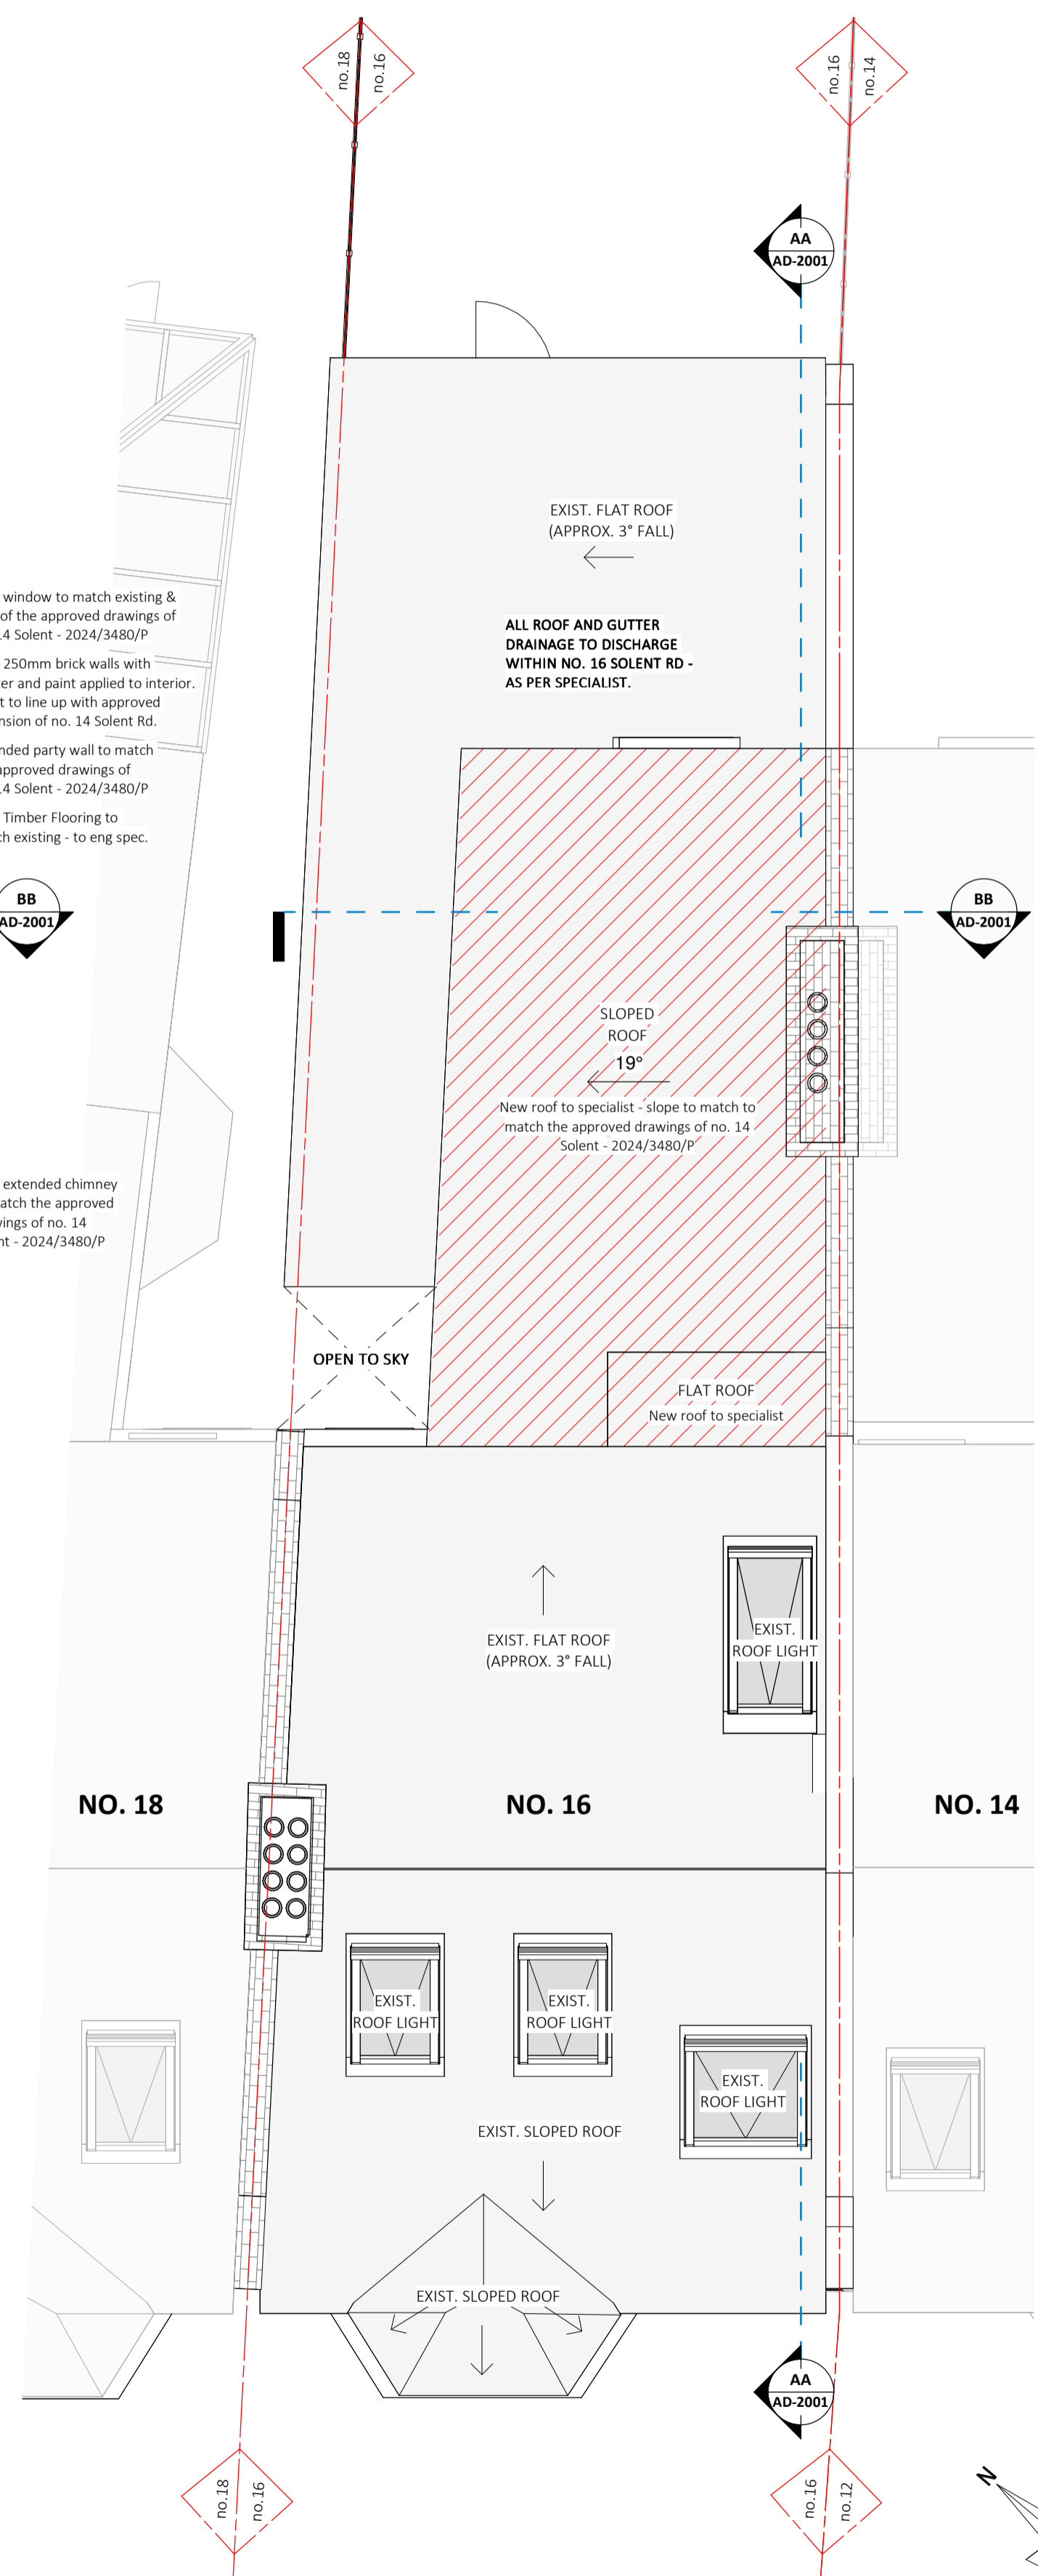 no.18
no.16
no.16
no.14
AA
AD-2001
EXIST. FLAT ROOF
(APPROX. 3° FALL)
ALL ROOF AND GUTTER
DRAINAGE TO DISCHARGE
WITHIN NO. 16 SOLENT RD -
AS PER SPECIALIST.
window to match existing &
of the approved drawings of
14 Solent - 2024/3480/P
250mm brick walls with
er and paint applied to interior.
t to line up with approved
nsion of no. 14 Solent Rd.
nded party wall to match
approved drawings of
14 Solent - 2024/3480/P
Timber Flooring to
ch existing - to eng spec.
BB
AD-2001
BB
AD-2001
SLOPED
ROOF
19°
New roof to specialist - slope to match to
match the approved drawings of no. 14
Solent - 2024/3480/P
extended chimney
atch the approved
wings of no. 14
nt - 2024/3480/P
OPEN TO SKY
FLAT ROOF
New roof to specialist
EXIST. FLAT ROOF
(APPROX. 3° FALL)
EXIST.
ROOF LIGHT
NO. 18
NO. 16
NO. 14
EXIST.
ROOF LIGHT
EXIST.
ROOF LIGHT
EXIST.
ROOF LIGHT
EXIST. SLOPED ROOF
EXIST. SLOPED ROOF
AA
AD-2001
no.18
no.16
no.16
no.12
N